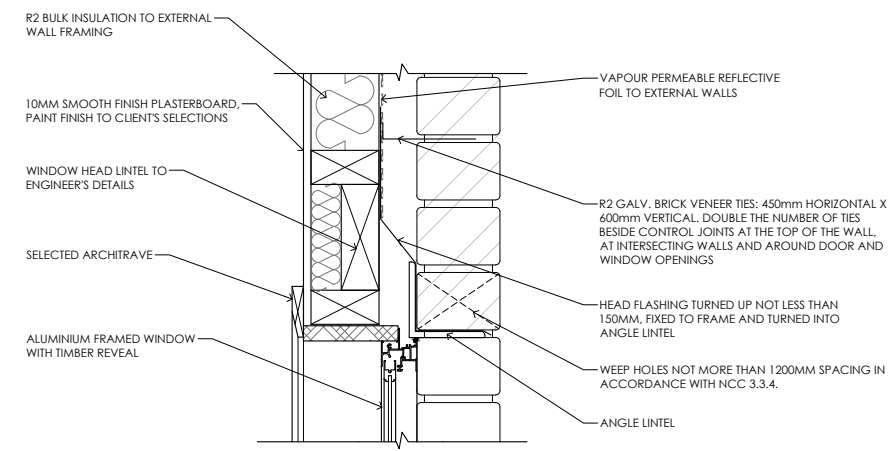 R2 BULK INSULATION TO EXTERNAL
WALL FRAMING
10MM SMOOTH FINISH PLASTERBOARD,
PAINT FINISH TO CLIENT'S SELECTIONS
WINDOW HEAD LINTEL TO
ENGINEER'S DETAILS
SELECTED ARCHITRAVE
ALUMINIUM FRAMED WINDOW
WITH TIMBER REVEAL
VAPOUR PERMEABLE REFLECTIVE
FOIL TO EXTERNAL WALLS
R2 GALV. BRICK VENEER TIES: 450mm HORIZONTAL X
600mm VERTICAL. DOUBLE THE NUMBER OF TIES
BESIDE CONTROL JOINTS AT THE TOP OF THE WALL,
AT INTERSECTING WALLS AND AROUND DOOR AND
WINDOW OPENINGS
HEAD FLASHING TURNED UP NOT LESS THAN
150MM, FIXED TO FRAME AND TURNED INTO
ANGLE LINTEL
WEEP HOLES NOT MORE THAN 1200MM SPACING IN
ACCORDANCE WITH NCC 3.3.4.
ANGLE LINTEL